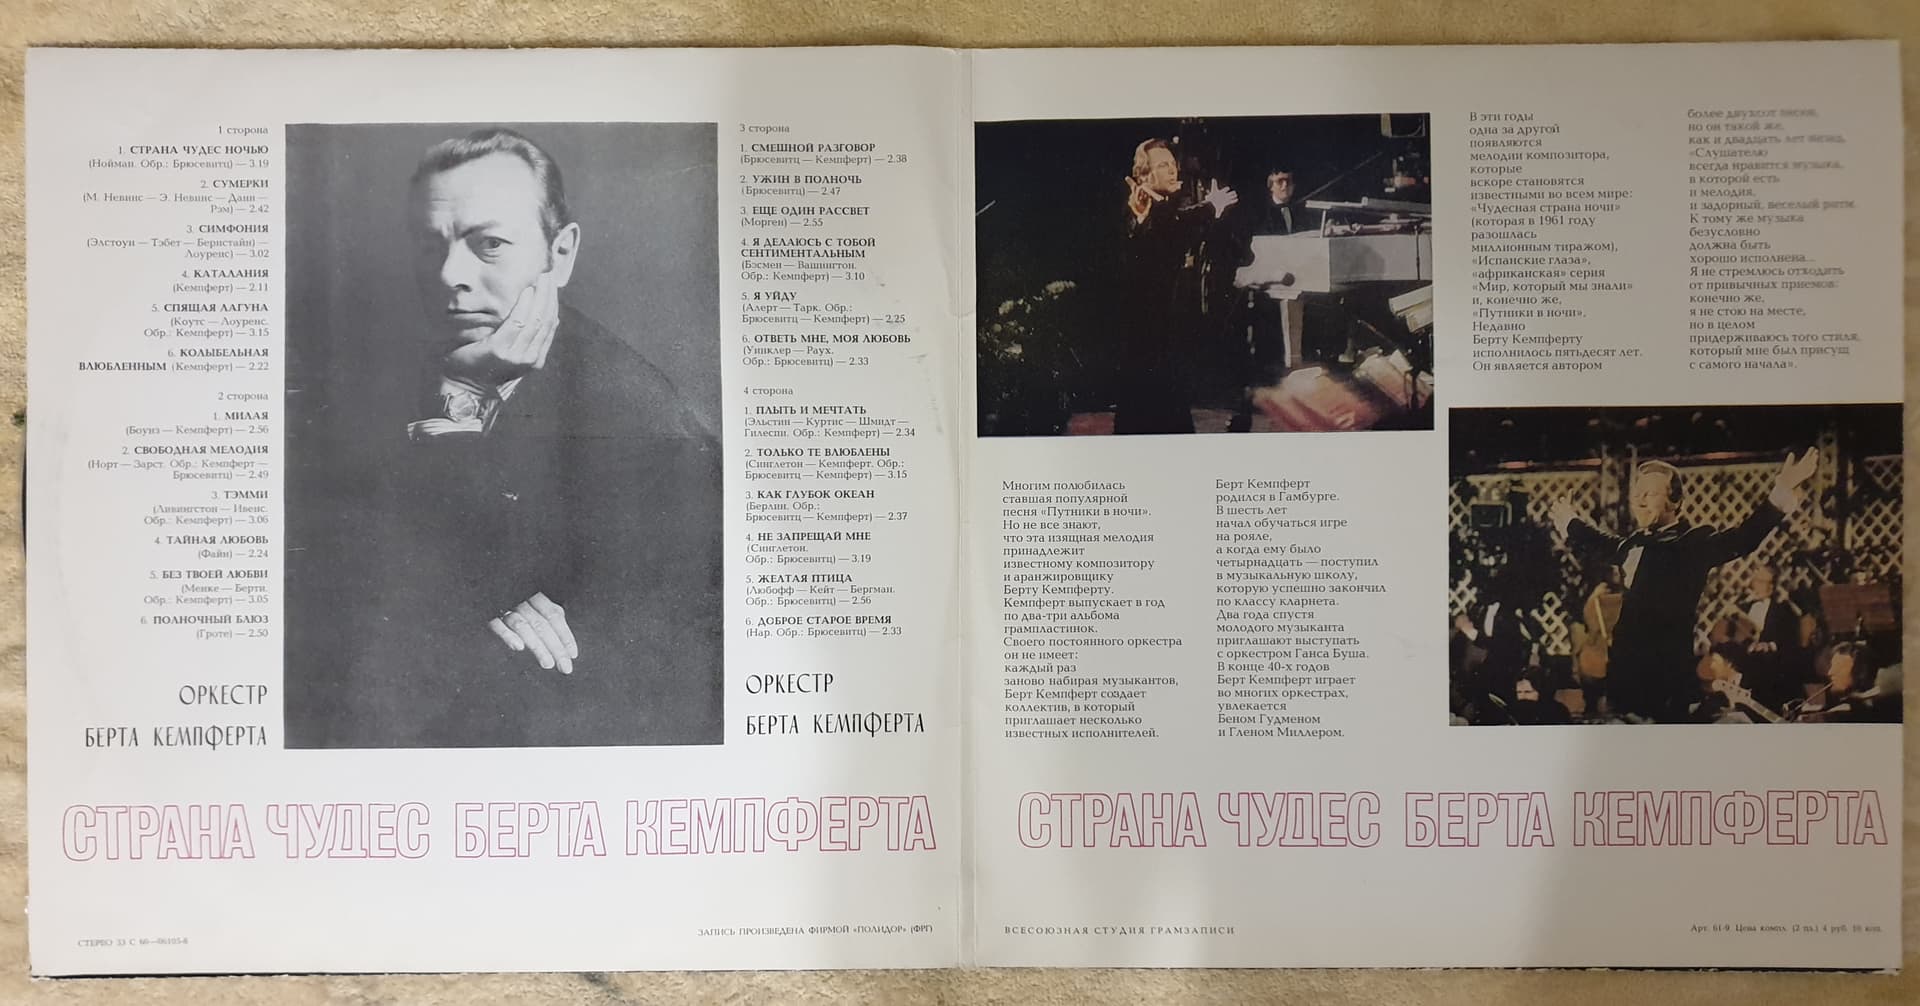 1 сторона
1. СТРАНА ЧУДЕС НОЧЬЮ
(Нойман. Обр.: Брюсевитц) — 3.19
2. СУМЕРКИ
(М. Невинс — Э. Невинс — Данн —
Рэм) — 2.42
3. СИМФОНИЯ
(Элстоун — Тэбет — Бернстайн) —
Лоуренс) — 3.02
4. КАТАЛАНИЯ
(Кемпферт) — 2.11
5. СПЯЩАЯ ЛАГУНА
(Коутс — Лоуренс.
Обр.: Кемпферт) — 3.15
6. КОЛЫБЕЛЬНАЯ
ВЛЮБЛЕННЫМ (Кемпферт) — 2.22
2 сторона
1. МИЛАЯ
(Боунз — Кемпферт) — 2.56
2. СВОБОДНАЯ МЕЛОДИЯ
(Норт — Зарет. Обр.: Кемпферт —
Брюсевитц) — 2.49
3. ТЭММИ
(Ливингстон — Ивенс.
Обр.: Кемпферт) — 3.06
4. ТАЙНАЯ ЛЮБОВЬ
(Файн) — 2.24
5. БЕЗ ТВОЕЙ ЛЮБВИ
(Менке — Берти.
Обр.: Кемпферт) — 3.05
6. ПОЛНОЧНЫЙ БЛЮЗ
(Гроте) — 2.50
ОРКЕСТР
БЕРТА КЕМПФЕРТА
3 сторона
1. СМЕШНОЙ РАЗГОВОР
(Брюсевитц — Кемпферт) — 2.38
2. УЖИН В ПОЛНОЧЬ
(Брюсевитц) — 2.47
3. ЕЩЕ ОДИН РАССВЕТ
(Морген) — 2.55
4. Я ДЕЛАЮСЬ С ТОБОЙ
СЕНТИМЕНТАЛЬНЫМ
(Бэсмен — Вашингтон.
Обр.: Кемпферт) — 3.10
5. Я УЙДУ
(Алерт — Тарк. Обр.:
Брюсевитц — Кемпферт) — 2.25
6. ОТВЕТЬ МНЕ, МОЯ ЛЮБОВЬ
(Уинклер — Раух.
Обр.: Брюсевитц) — 2.33
4 сторона
1. ПЛЫТЬ И МЕЧТАТЬ
(Эльстин — Куртис — Шмидт —
Гилеспи. Обр.: Кемпферт) — 2.34
2. ТОЛЬКО ТЕ ВЛЮБЛЕНЫ
(Синглетон — Кемпферт. Обр.:
Брюсевитц — Кемпферт) — 3.15
3. КАК ГЛУБОК ОКЕАН
(Берлин. Обр.:
Брюсевитц — Кемпферт) — 2.37
4. НЕ ЗАПРЕЩАЙ МНЕ
(Синглетон.
Обр.: Брюсевитц) — 3.19
5. ЖЕЛТАЯ ПТИЦА
(Любофф — Кейт — Бергман.
Обр.: Брюсевитц) — 2.56
6. ДОБРОЕ СТАРОЕ ВРЕМЯ
(Нар. Обр.: Брюсевитц) — 2.33
ОРКЕСТР
БЕРТА КЕМПФЕРТА
СТРАНА ЧУДЕС БЕРТА КЕМПФЕРТА
СТЕРЕО 33 С 60—06105-8
ЗАПИСЬ ПРОИЗВЕДЕНА ФИРМОЙ «ПОЛИДОР» (ФРГ)
Многим полюбилась
ставшая популярной
песня «Путники в ночи».
Но не все знают,
что эта изящная мелодия
принадлежит
известному композитору
и аранжировщику
Берту Кемпферту.
Кемпферт выпускает в год
по два-три альбома
грампластинок.
Своего постоянного оркестра
он не имеет:
каждый раз
заново набирая музыкантов,
Берт Кемпферт создает
коллектив, в который
приглашает несколько
известных исполнителей.
Берт Кемпферт
родился в Гамбурге.
В шесть лет
начал обучаться игре
на рояле,
а когда ему было
четырнадцать — поступил
в музыкальную школу,
которую успешно закончил
по классу кларнета.
Два года спустя
молодого музыканта
приглашают выступать
с оркестром Ганса Буша.
В конце 40-х годов
Берт Кемпферт играет
во многих оркестрах,
увлекается
Беном Гудменом
и Гленом Миллером.
В эти годы
одна за другой
появляются
мелодии композитора,
которые
вскоре становятся
известными во всем мире:
«Чудесная страна ночи»
(которая в 1961 году
разошлась
миллионным тиражом),
«Испанские глаза»,
«африканская» серия
«Мир, который мы знали»
и, конечно же,
«Путники в ночи».
Недавно
Берту Кемпферту
исполнилось пятьдесят лет.
Он является автором
более двухсот песен,
но он такой же,
как и двадцать лет назад.
«Слушателю
всегда нравится музыка,
в которой есть
и мелодия,
и задорный, веселый ритм.
К тому же музыка
безусловно
должна быть
хорошо исполнена...
Я не стремлюсь отходить
от привычных приемов:
конечно же,
я не стою на месте,
но в целом
придерживаюсь того стиля,
который мне был присущ
с самого начала».
СТРАНА ЧУДЕС БЕРТА КЕМПФЕРТА
ВСЕСОЮЗНАЯ СТУДИЯ ГРАМЗАПИСИ
Арт. 61-9. Цена компл. (2 пл.) 4 руб. 10 коп.